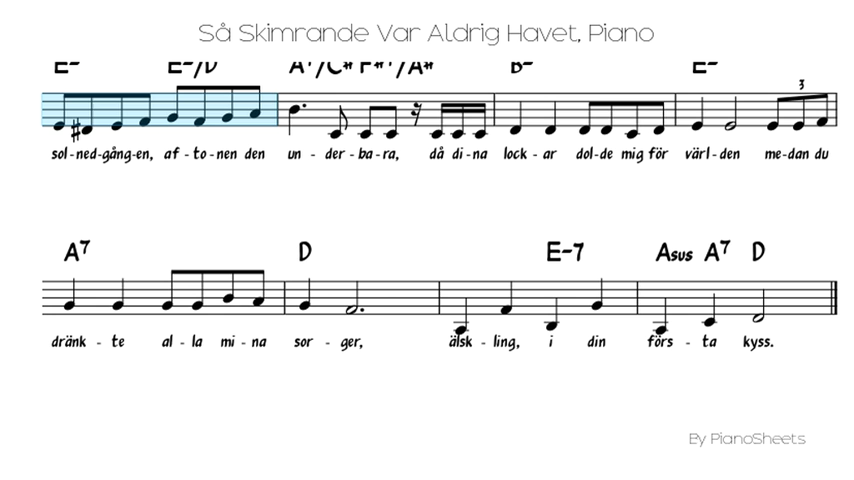 Så Skimrande Var Aldrig Havet, Piano
E- E-/D A7/C# F#7/A# B- E-
3
sol-ned-gång-en, af-to-nen den un-der-ba-ra, då di-na lock-ar dol-de mig för värl-den me-dan du
A7 D E-7 Asus A7 D
dränk-te al-la mi-na sor-ger, älsk-ling, i din förs-ta kyss.
By PianoSheets